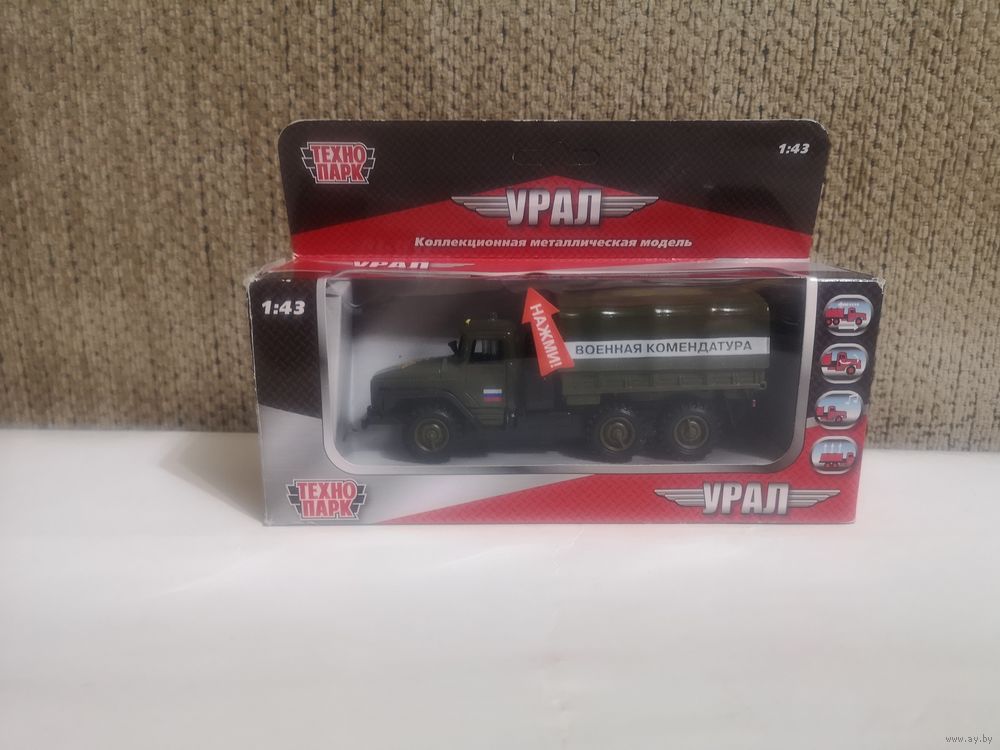 ТЕХНО
ПАРК
1:43
УРАЛ
Коллекционная металлическая модель
УРАЛ
1:43
НАЖМИ!
ВОЕННАЯ КОМЕНДАТУРА
ТЕХНО
ПАРК
УРАЛ
www.ay.by